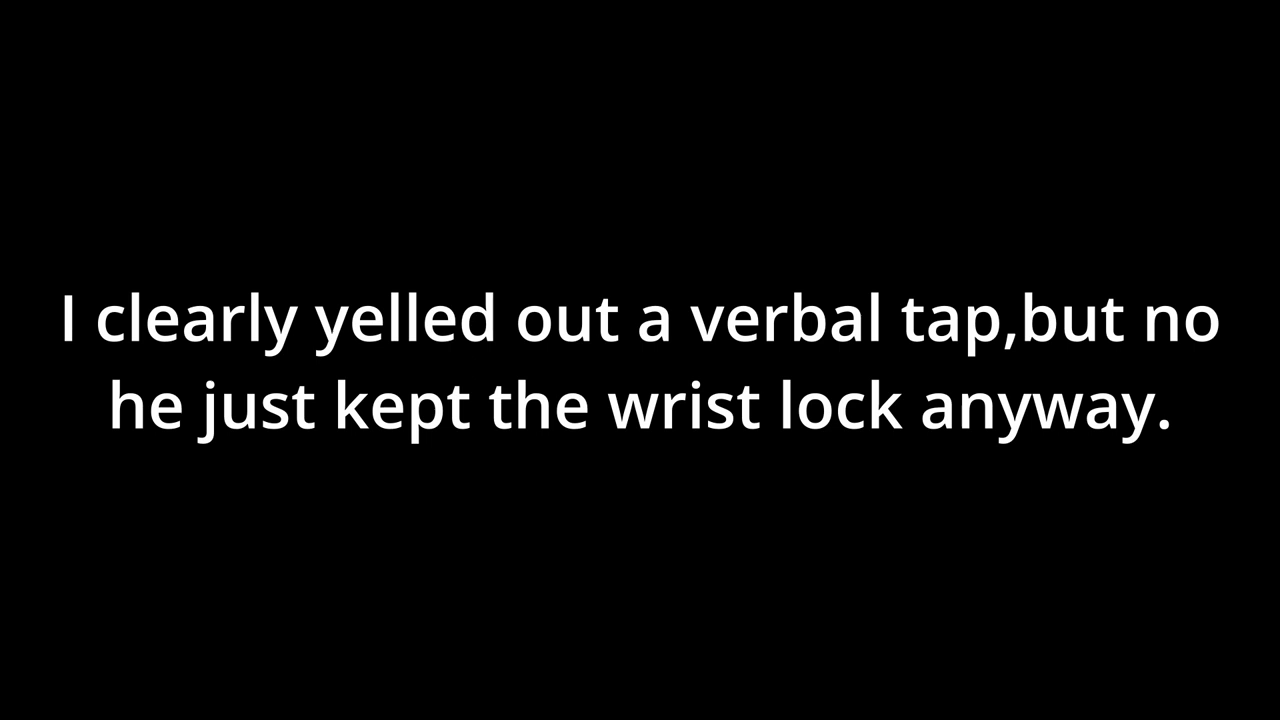 I clearly yelled out a verbal tap,but no
he just kept the wrist lock anyway.